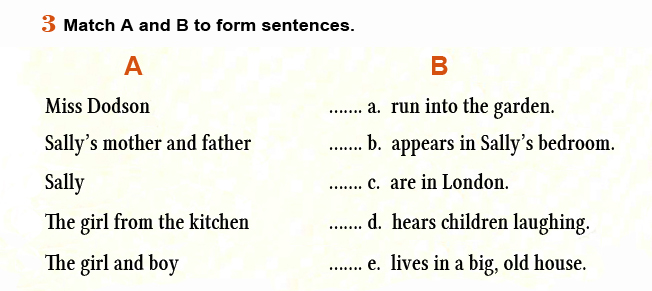 3 Match A and B to form sentences.
A B
Miss Dodson ....... a. run into the garden.
Sally’s mother and father ....... b. appears in Sally’s bedroom.
Sally ....... c. are in London.
The girl from the kitchen ....... d. hears children laughing.
The girl and boy ....... e. lives in a big, old house.